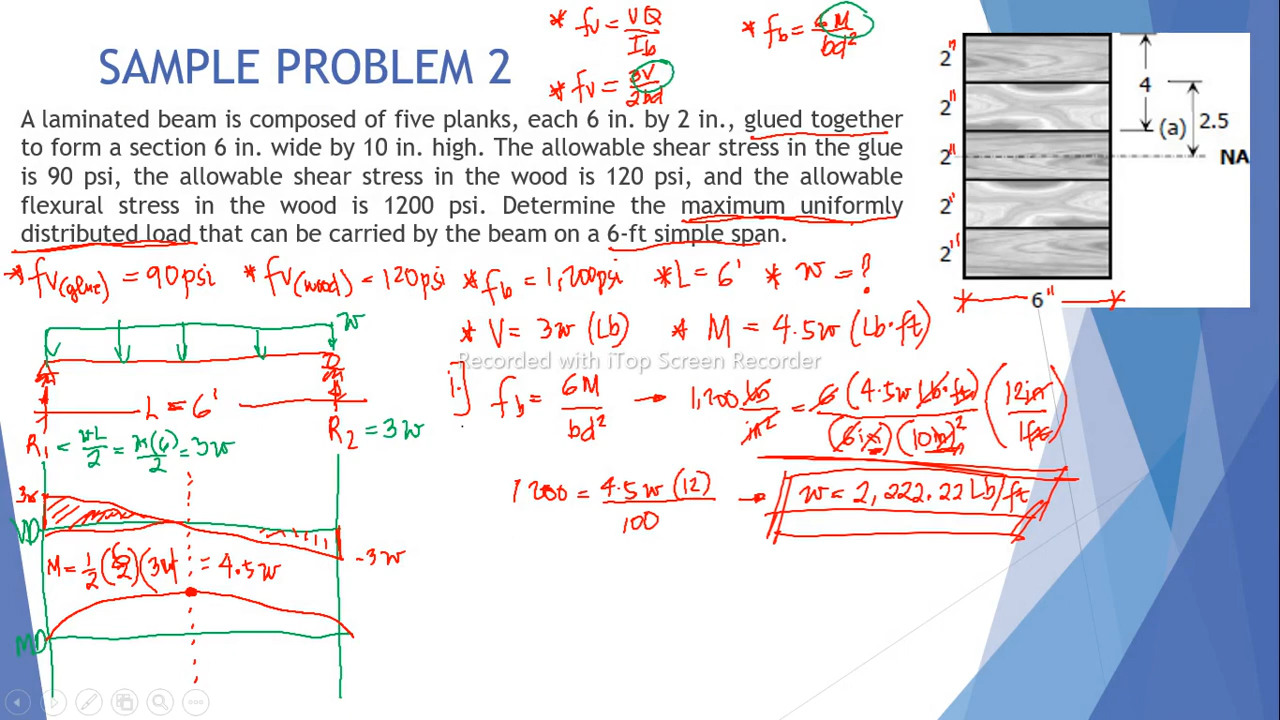 * fv = VQ / Ib
* fb = 6M / bd²
* fv = 3V / 2bd
SAMPLE PROBLEM 2
A laminated beam is composed of five planks, each 6 in. by 2 in., glued together
to form a section 6 in. wide by 10 in. high. The allowable shear stress in the glue
is 90 psi, the allowable shear stress in the wood is 120 psi, and the allowable
flexural stress in the wood is 1200 psi. Determine the maximum uniformly
distributed load that can be carried by the beam on a 6-ft simple span.
2"
2"
2"
2"
2"
4
(a)
2.5
NA
6"
* fv(glue) = 90psi * fv(wood) = 120psi * fb = 1,200psi * L = 6' * w = ?
* V = 3w (Lb) * M = 4.5w (Lb·ft)
Recorded with iTop Screen Recorder
w
L = 6'
R1 = wL/2 = w(6)/2 = 3w
R2 = 3w
1.] fb = 6M / bd² → 1,200 Lb/in² = 6 (4.5w Lb·ft) / (6in)(10in)² (12in / 1ft)
1200 = 4.5w (12) / 100 → w = 2,222.22 Lb/ft
3w
VD
-3w
M = 1/2 (6/2)(3w) = 4.5w
MD